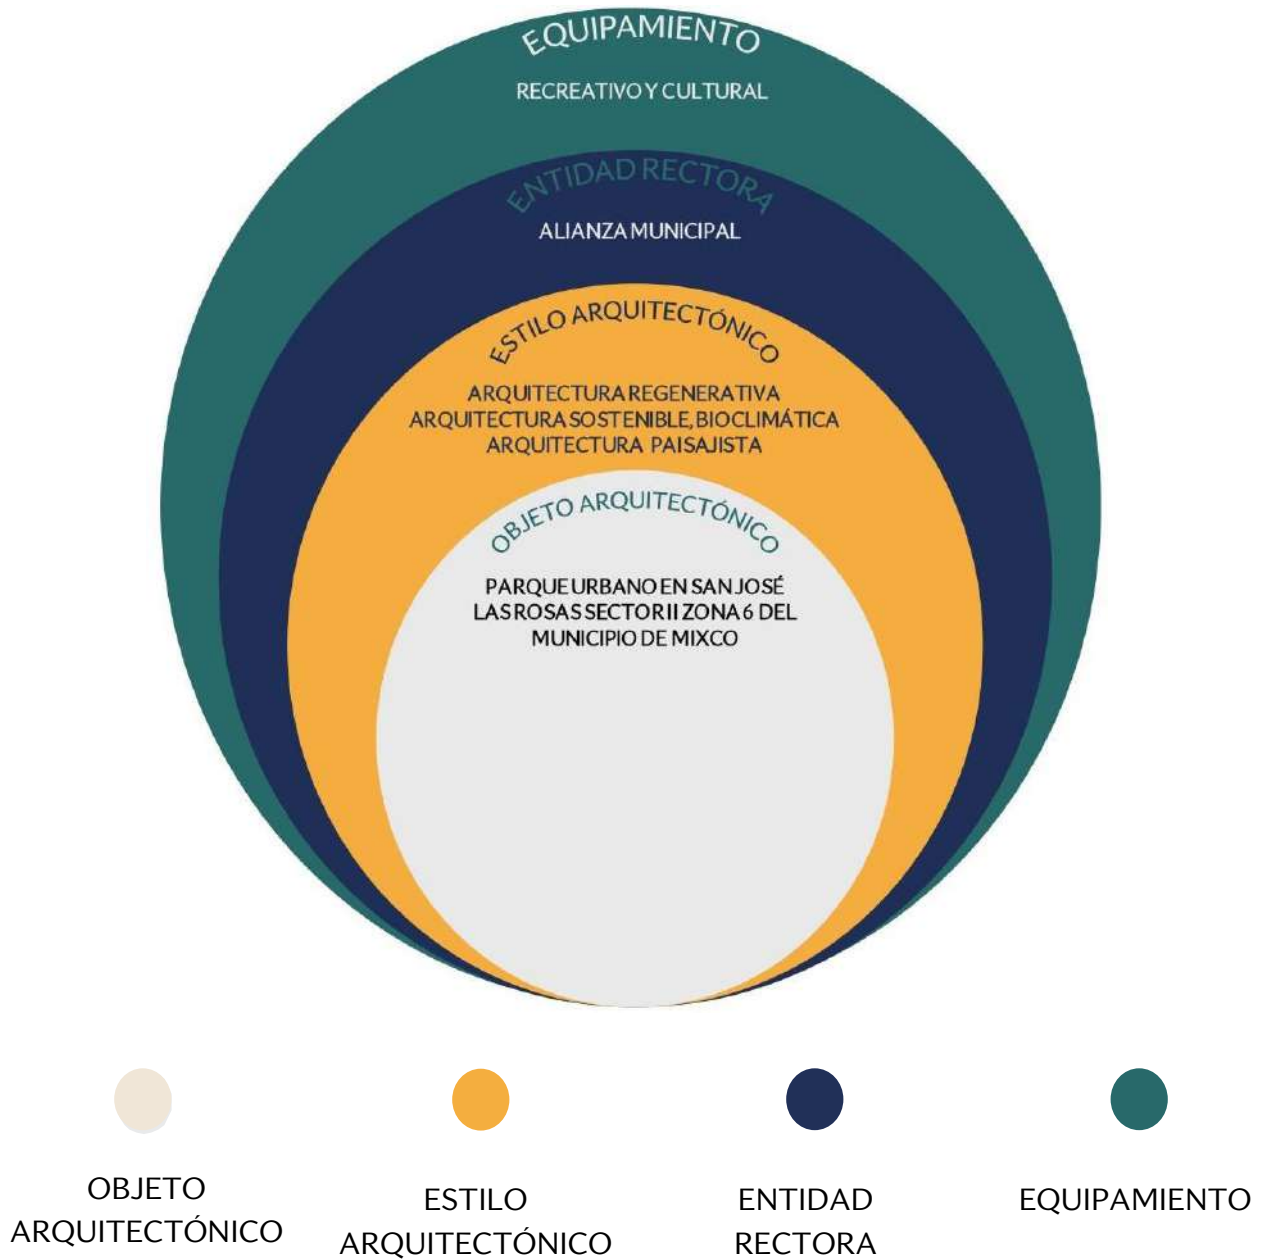 EQUIPAMIENTO
RECREATIVO Y CULTURAL
ENTIDAD RECTORA
ALIANZA MUNICIPAL
ESTILO ARQUITECTÓNICO
ARQUITECTURA REGENERATIVA
ARQUITECTURA SOSTENIBLE, BIOCLIMÁTICA
ARQUITECTURA PAISAJISTA
OBJETO ARQUITECTÓNICO
PARQUE URBANO EN SAN JOSÉ
LAS ROSAS SECTOR II ZONA 6 DEL
MUNICIPIO DE MIXCO
OBJETO
ARQUITECTÓNICO
ESTILO
ARQUITECTÓNICO
ENTIDAD
RECTORA
EQUIPAMIENTO